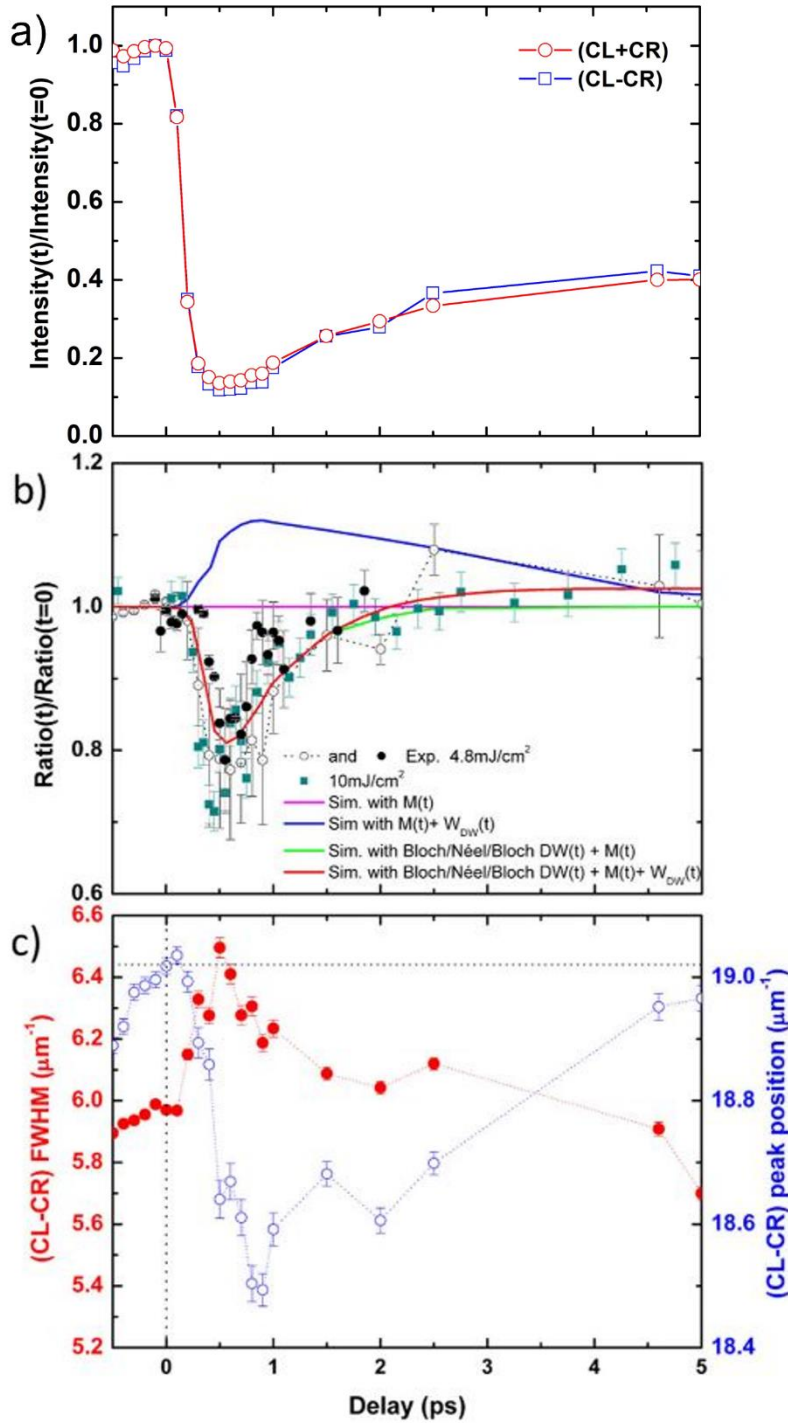 a)
Intensity(t)/Intensity(t=0)
1.0
0.8
0.6
0.4
0.2
0.0
(CL+CR)
(CL-CR)
b)
Ratio(t)/Ratio(t=0)
1.2
1.0
0.8
0.6
and Exp. 4.8mJ/cm²
10mJ/cm²
Sim. with M(t)
Sim with M(t)+ W_DW(t)
Sim. with Bloch/Néel/Bloch DW(t) + M(t)
Sim. with Bloch/Néel/Bloch DW(t) + M(t)+ W_DW(t)
c)
(CL-CR) FWHM (μm⁻¹)
6.6
6.4
6.2
6.0
5.8
5.6
5.4
5.2
19.0
18.8
18.6
18.4
(CL-CR) peak position (μm⁻¹)
0 1 2 3 4 5
Delay (ps)